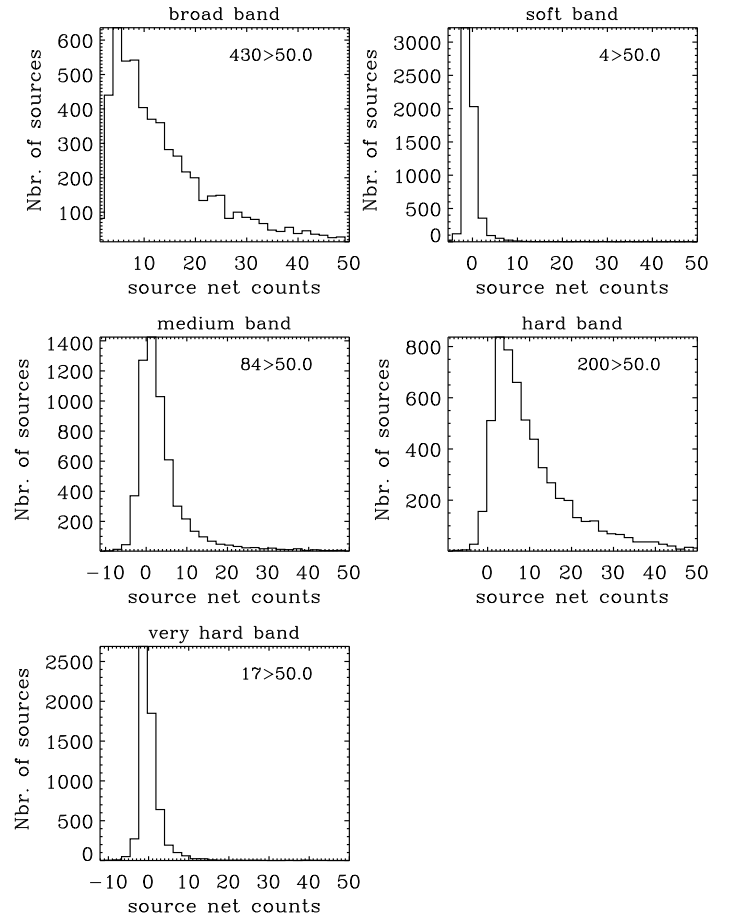 broad band
430>50.0
600
500
400
300
200
100
Nbr. of sources
10 20 30 40 50
source net counts
soft band
4>50.0
3000
2500
2000
1500
1000
500
0
Nbr. of sources
0 10 20 30 40 50
source net counts
medium band
84>50.0
1400
1200
1000
800
600
400
200
Nbr. of sources
−10 0 10 20 30 40 50
source net counts
hard band
200>50.0
800
600
400
200
Nbr. of sources
0 10 20 30 40 50
source net counts
very hard band
17>50.0
2500
2000
1500
1000
500
0
Nbr. of sources
−10 0 10 20 30 40 50
source net counts